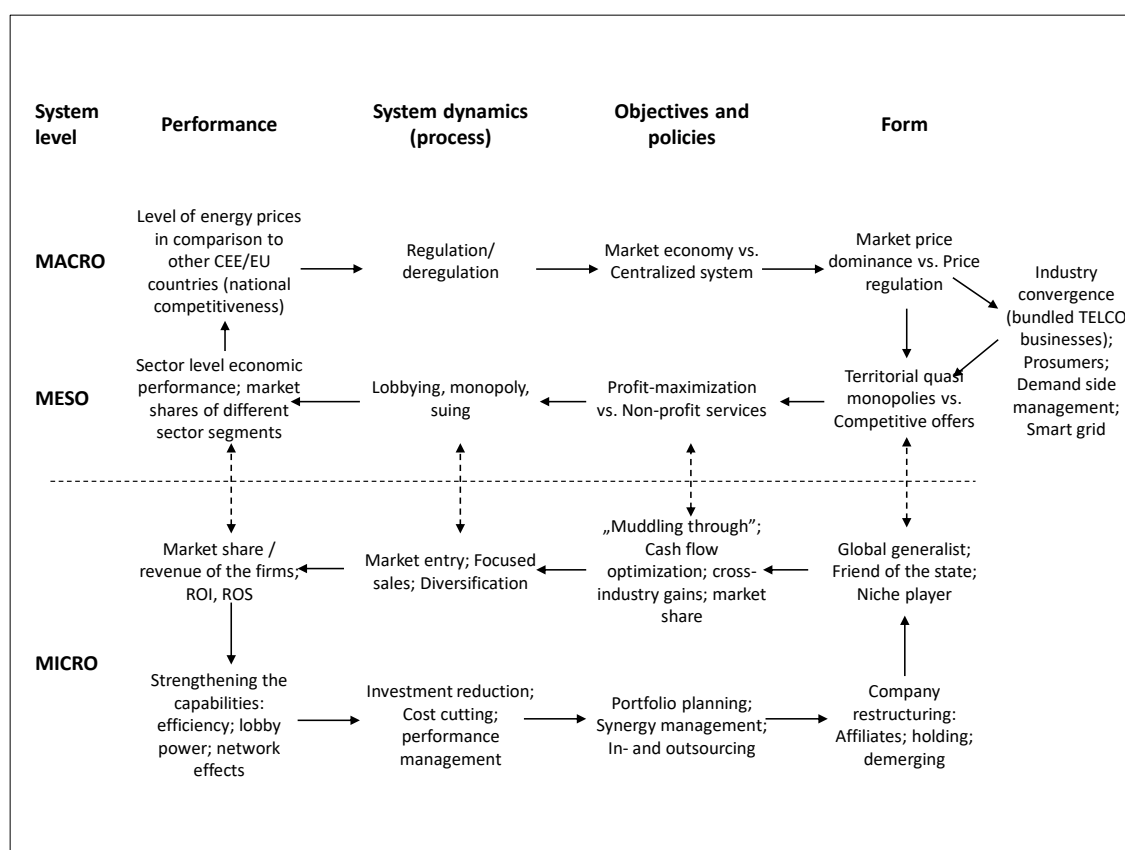 System
level
Performance
System dynamics
(process)
Objectives and
policies
Form
MACRO
Level of energy prices
in comparison to
other CEE/EU
countries (national
competitiveness)
Regulation/
deregulation
Market economy vs.
Centralized system
Market price
dominance vs. Price
regulation
Industry
convergence
(bundled TELCO
businesses);
Prosumers;
Demand side
management;
Smart grid
MESO
Sector level economic
performance; market
shares of different
sector segments
Lobbying, monopoly,
suing
Profit-maximization
vs. Non-profit services
Territorial quasi
monopolies vs.
Competitive offers
MICRO
Market share /
revenue of the firms;
ROI, ROS
Market entry; Focused
sales; Diversification
„Muddling through”;
Cash flow
optimization; cross-
industry gains; market
share
Global generalist;
Friend of the state;
Niche player
Strengthening the
capabilities:
efficiency; lobby
power; network
effects
Investment reduction;
Cost cutting;
performance
management
Portfolio planning;
Synergy management;
In- and outsourcing
Company
restructuring:
Affiliates; holding;
demerging